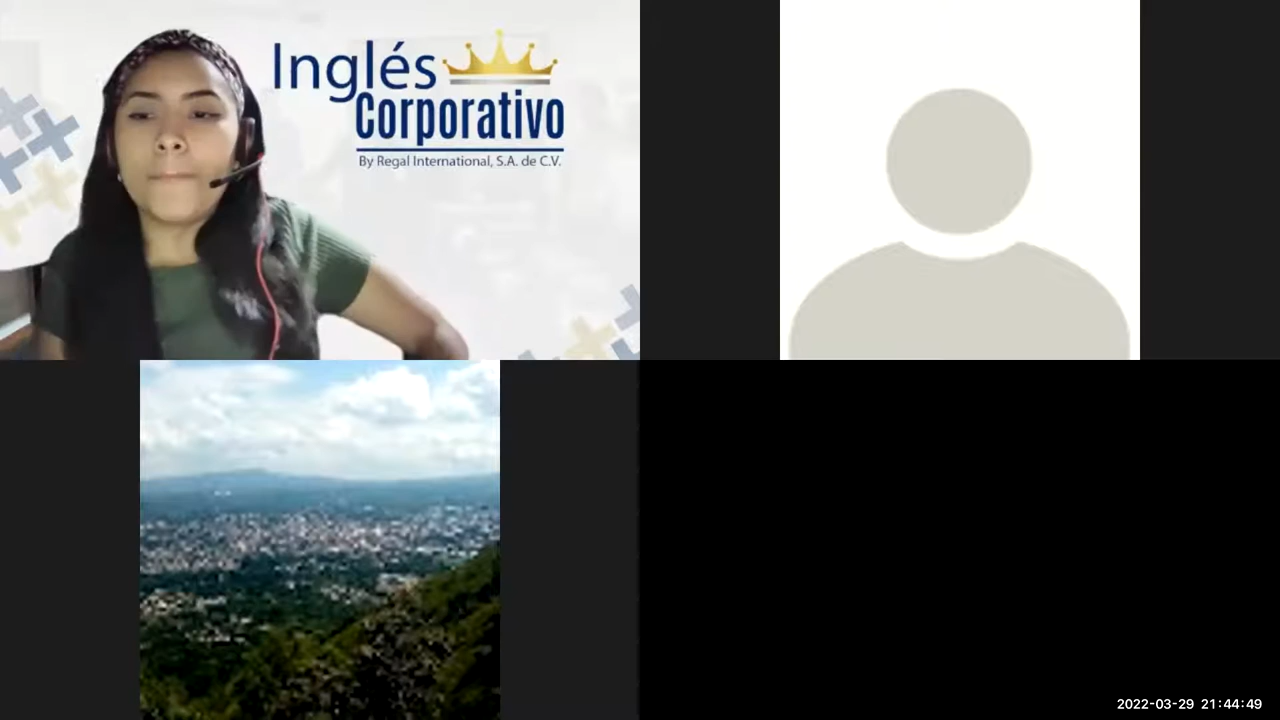 Inglés
Corporativo
By Regal International, S.A. de C.V.
2022-03-29 21:44:49